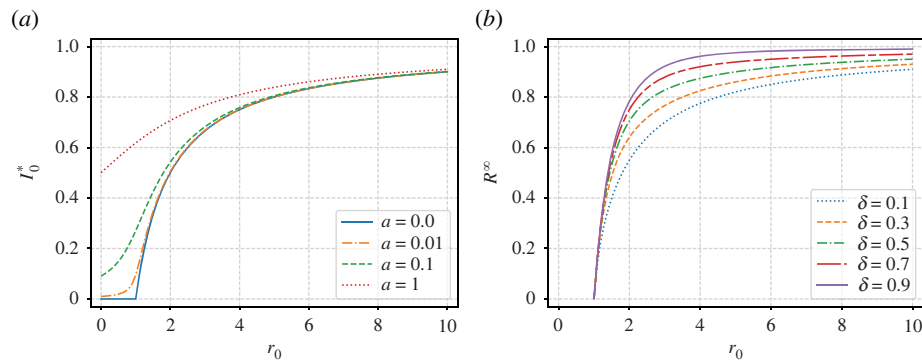 (a)
1.0
0.8
0.6
0.4
0.2
0
I₀*
0 2 4 6 8 10
r₀
a = 0.0
a = 0.01
a = 0.1
a = 1
(b)
1.0
0.8
0.6
0.4
0.2
0
R^∞
0 2 4 6 8 10
r₀
δ = 0.1
δ = 0.3
δ = 0.5
δ = 0.7
δ = 0.9